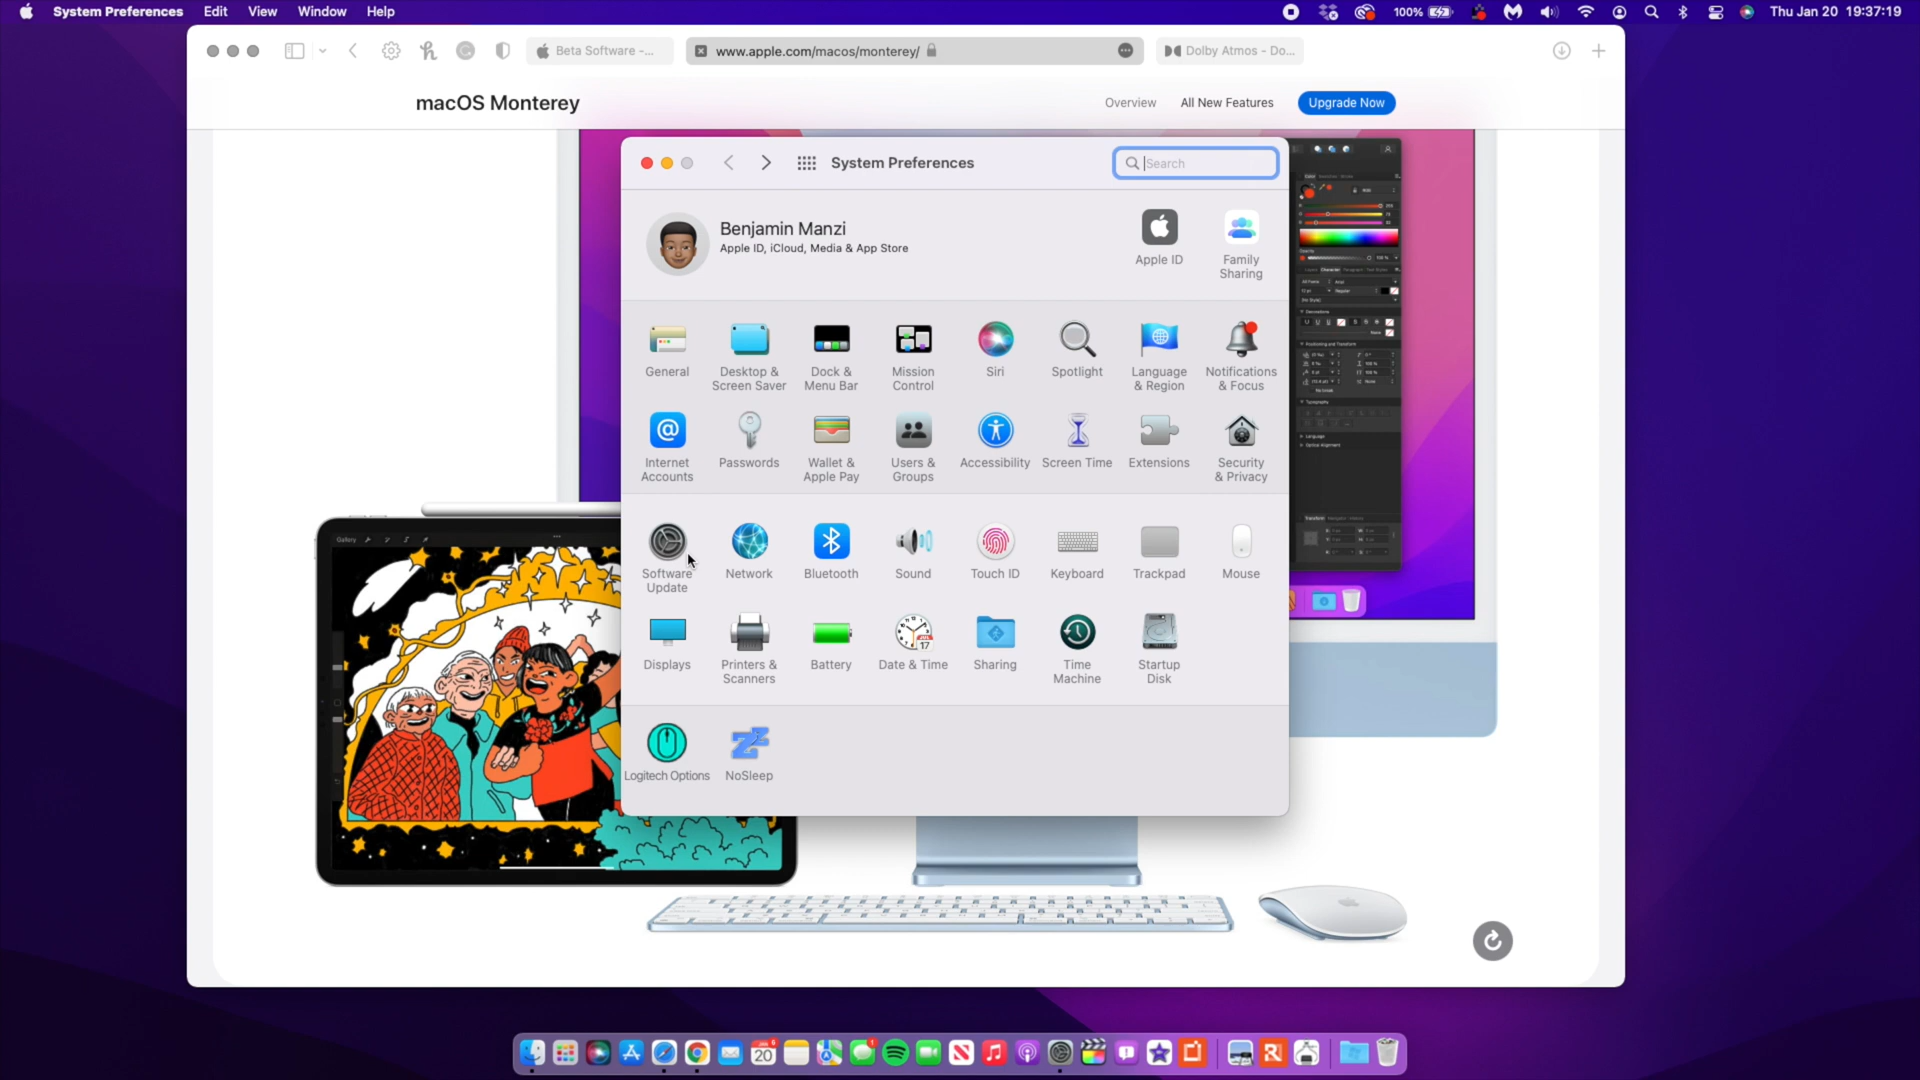 System Preferences Edit View Window Help
100% Thu Jan 20 19:37:19
Beta Software -... www.apple.com/macos/monterey/ Dolby Atmos - Do...
macOS Monterey Overview All New Features Upgrade Now
System Preferences Search
Benjamin Manzi
Apple ID, iCloud, Media & App Store
Apple ID Family Sharing
General Desktop & Screen Saver Dock & Menu Bar Mission Control Siri Spotlight Language & Region Notifications & Focus
Internet Accounts Passwords Wallet & Apple Pay Users & Groups Accessibility Screen Time Extensions Security & Privacy
Gallery
Software Update Network Bluetooth Sound Touch ID Keyboard Trackpad Mouse
Displays Printers & Scanners Battery Date & Time Sharing Time Machine Startup Disk
Logitech Options NoSleep